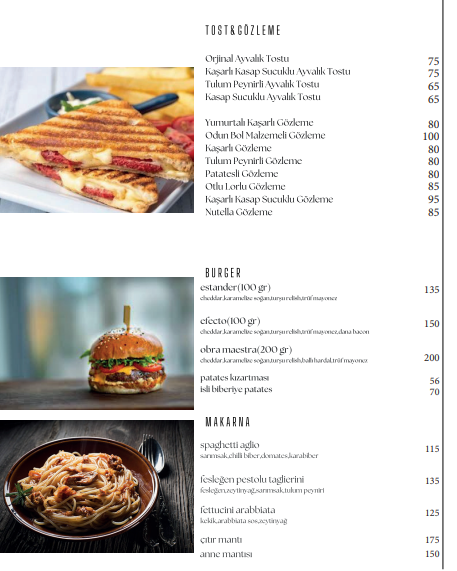 TOST&GÖZLEME
Orjinal Ayvalık Tostu 75
Kaşarlı Kasap Sucuklu Ayvalık Tostu 75
Tulum Peynirli Ayvalık Tostu 65
Kasap Sucuklu Ayvalık Tostu 65
Yumurtalı Kaşarlı Gözleme 80
Odun Bol Malzemeli Gözleme 100
Kaşarlı Gözleme 80
Tulum Peynirli Gözleme 80
Patatesli Gözleme 80
Otlu Lorlu Gözleme 85
Kaşarlı Kasap Sucuklu Gözleme 95
Nutella Gözleme 85
BURGER
estander(100 gr) 135
cheddar,karamelize soğan,turşu relish,trüf mayonez
efecto(100 gr) 150
cheddar,karamelize soğan,turşu relish,trüf mayonez,dana bacon
obra maestra(200 gr) 200
cheddar,karamelize soğan,turşu relish,ballı hardal,trüf mayonez
patates kızartması 56
isli biberiye patates 70
MAKARNA
spaghetti aglio 115
sarımsak,chilli biber,domates,karabiber
fesleğen pestolu taglierini 135
fesleğen,zeytinyağ,sarımsak,tulum peyniri
fettucini arabbiata 125
kekik,arabbiata sos,zeytinyağ
çıtır mantı 175
anne mantısı 150